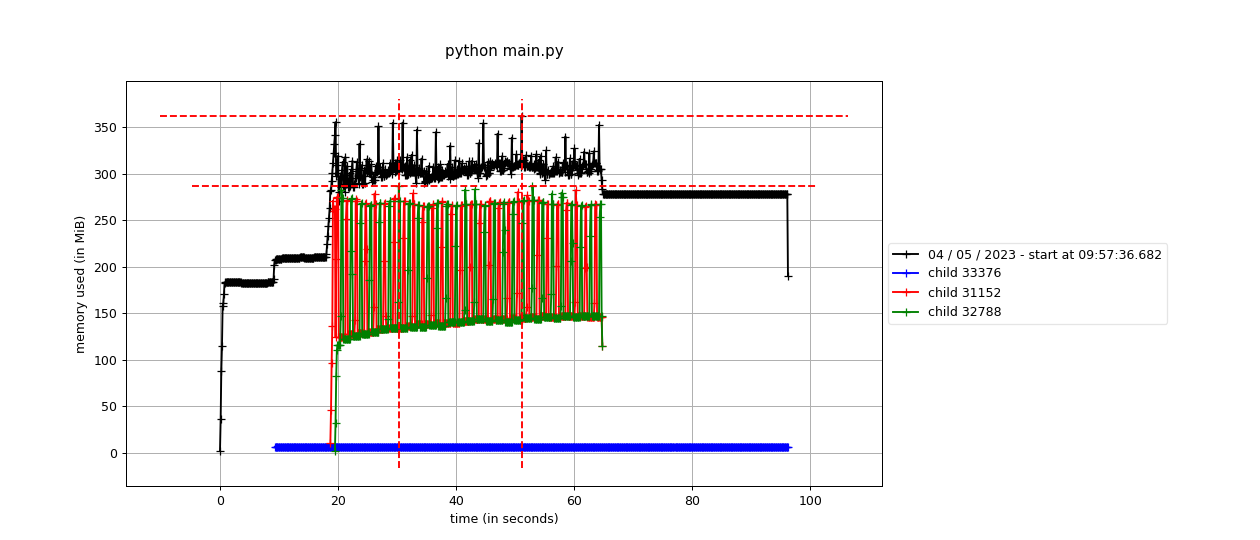 python main.py
350
300
250
200
150
100
50
0
memory used (in MiB)
0 20 40 60 80 100
time (in seconds)
04 / 05 / 2023 - start at 09:57:36.682
child 33376
child 31152
child 32788